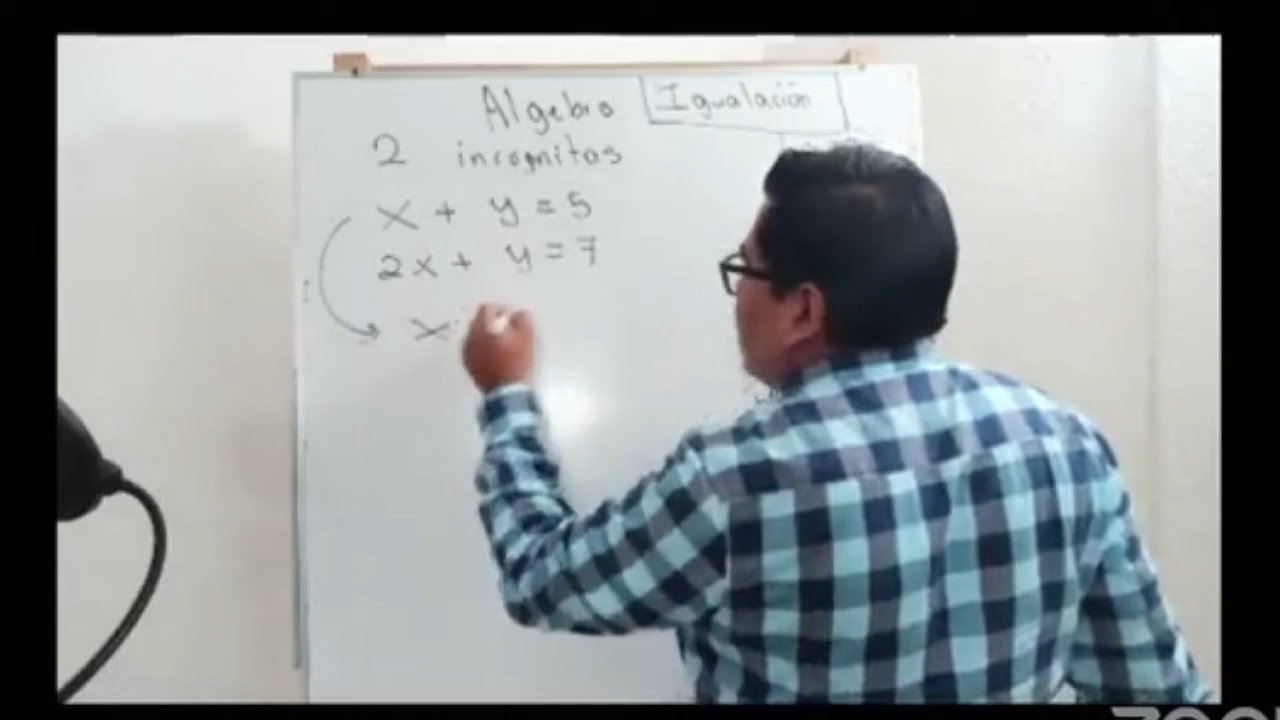 Algebra
Igualación
2 incognitas
x + y = 5
2x + y = 7
x